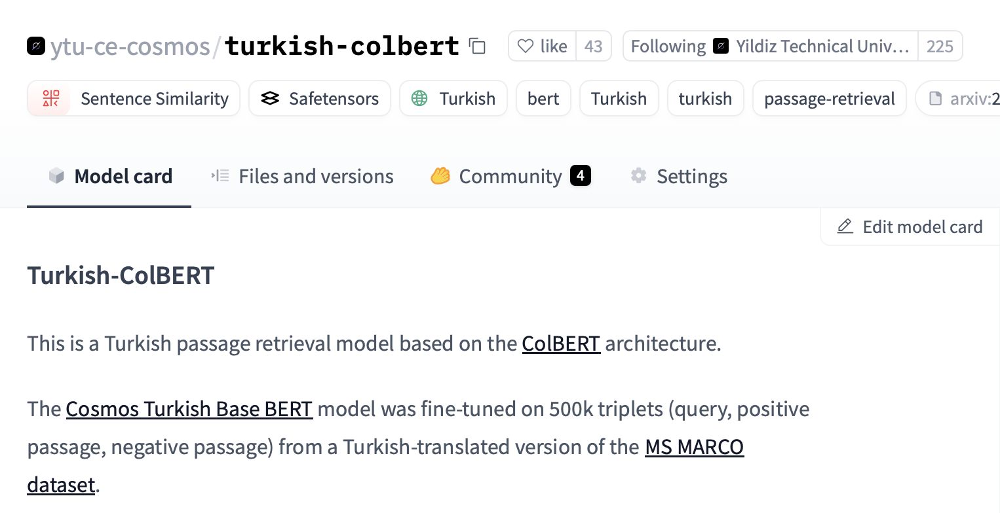 ytu-ce-cosmos/turkish-colbert like 43 Following Yildiz Technical Univ… 225
Sentence Similarity Safetensors Turkish bert Turkish turkish passage-retrieval arxiv:2
Model card Files and versions Community 4 Settings
Edit model card
Turkish-ColBERT
This is a Turkish passage retrieval model based on the ColBERT architecture.
The Cosmos Turkish Base BERT model was fine-tuned on 500k triplets (query, positive
passage, negative passage) from a Turkish-translated version of the MS MARCO
dataset.